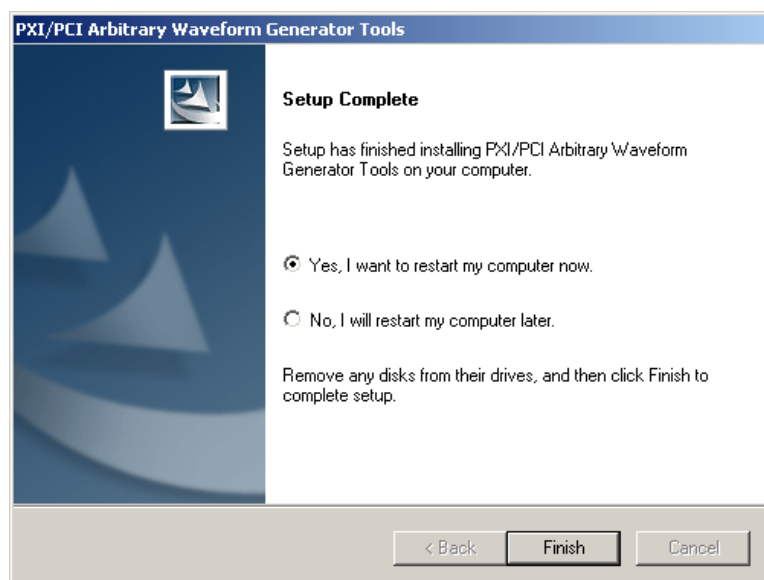 PXI/PCI Arbitrary Waveform Generator Tools
Setup Complete
Setup has finished installing PXI/PCI Arbitrary Waveform
Generator Tools on your computer.
Yes, I want to restart my computer now.
No, I will restart my computer later.
Remove any disks from their drives, and then click Finish to
complete setup.
< Back Finish Cancel